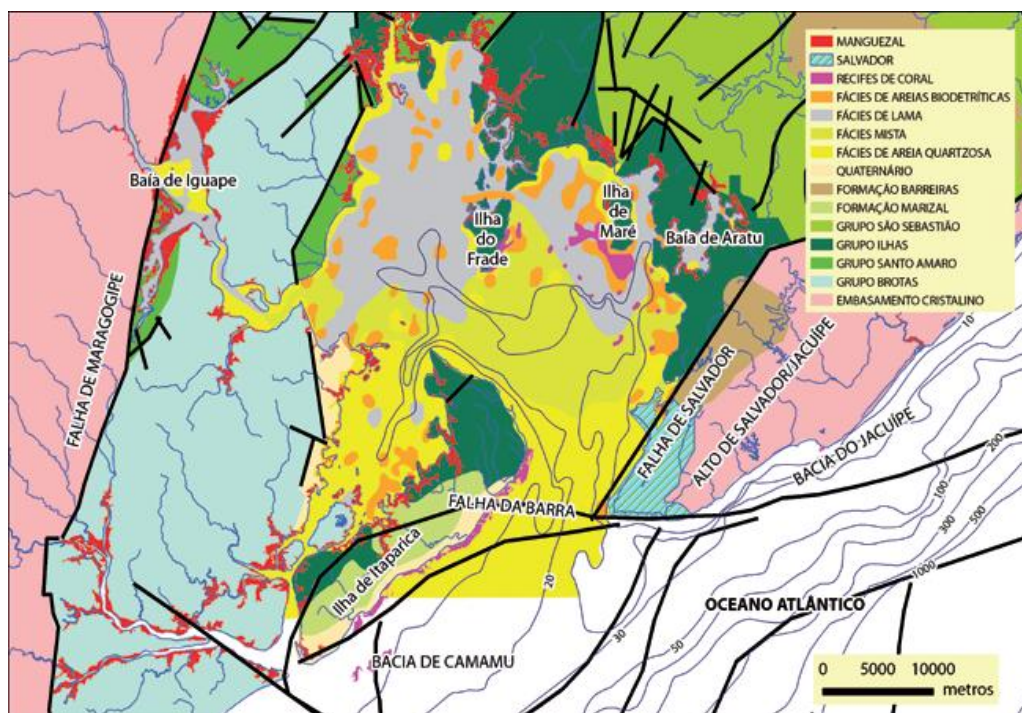 MANGUEZAL
SALVADOR
RECIFES DE CORAL
FÁCIES DE AREIAS BIODETRÍTICAS
FÁCIES DE LAMA
FÁCIES MISTA
FÁCIES DE AREIA QUARTZOSA
QUATERNÁRIO
FORMAÇÃO BARREIRAS
FORMAÇÃO MARIZAL
GRUPO SÃO SEBASTIÃO
GRUPO ILHAS
GRUPO SANTO AMARO
GRUPO BROTAS
EMBASAMENTO CRISTALINO
Baía de Iguape
Ilha
do
Frade
Ilha
de
Maré
Baía de Aratu
FALHA DE MARAGOGIPE
FALHA DE SALVADOR
ALTO DE SALVADOR/JACUÍPE
BACIA DO JACUÍPE
FALHA DA BARRA
Ilha de Itaparica
BACIA DE CAMAMU
OCEANO ATLÂNTICO
10
200
100
300
500
1000
20
30
50
0 5000 10000
metros